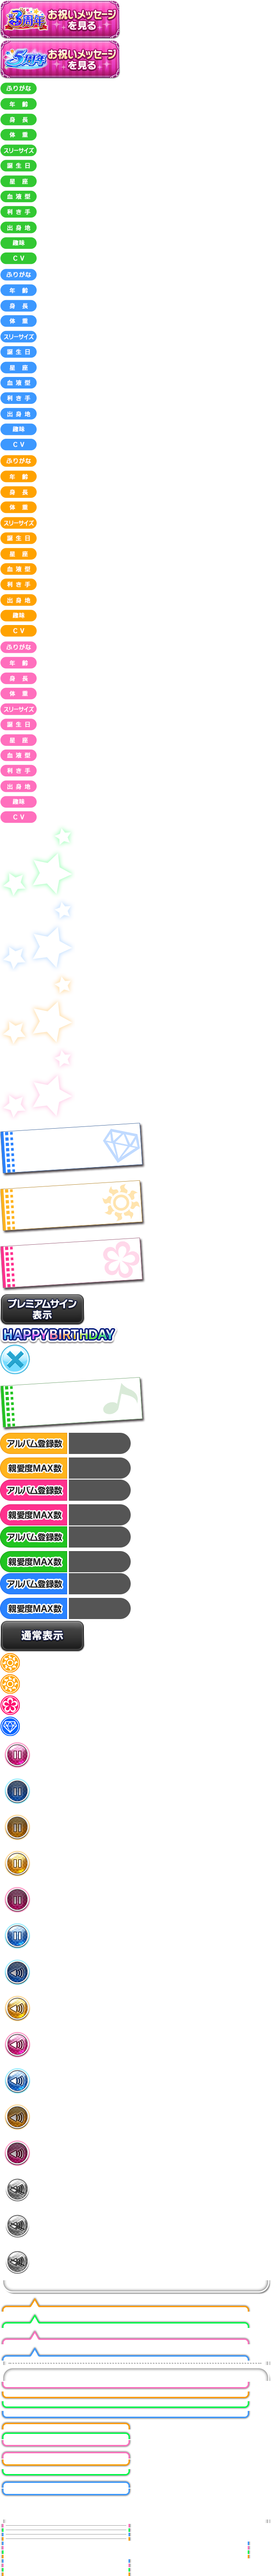 3周年
お祝いメッセージ
を見る
5周年
お祝いメッセージ
を見る
ふりがな
年齢
身長
体重
スリーサイズ
誕生日
星座
血液型
利き手
出身地
趣味
CV
ふりがな
年齢
身長
体重
スリーサイズ
誕生日
星座
血液型
利き手
出身地
趣味
CV
ふりがな
年齢
身長
体重
スリーサイズ
誕生日
星座
血液型
利き手
出身地
趣味
CV
ふりがな
年齢
身長
体重
スリーサイズ
誕生日
星座
血液型
利き手
出身地
趣味
CV
プレミアムサイン
表示
HAPPYBIRTHDAY
アルバム登録数
親愛度MAX数
アルバム登録数
親愛度MAX数
アルバム登録数
親愛度MAX数
アルバム登録数
親愛度MAX数
通常表示